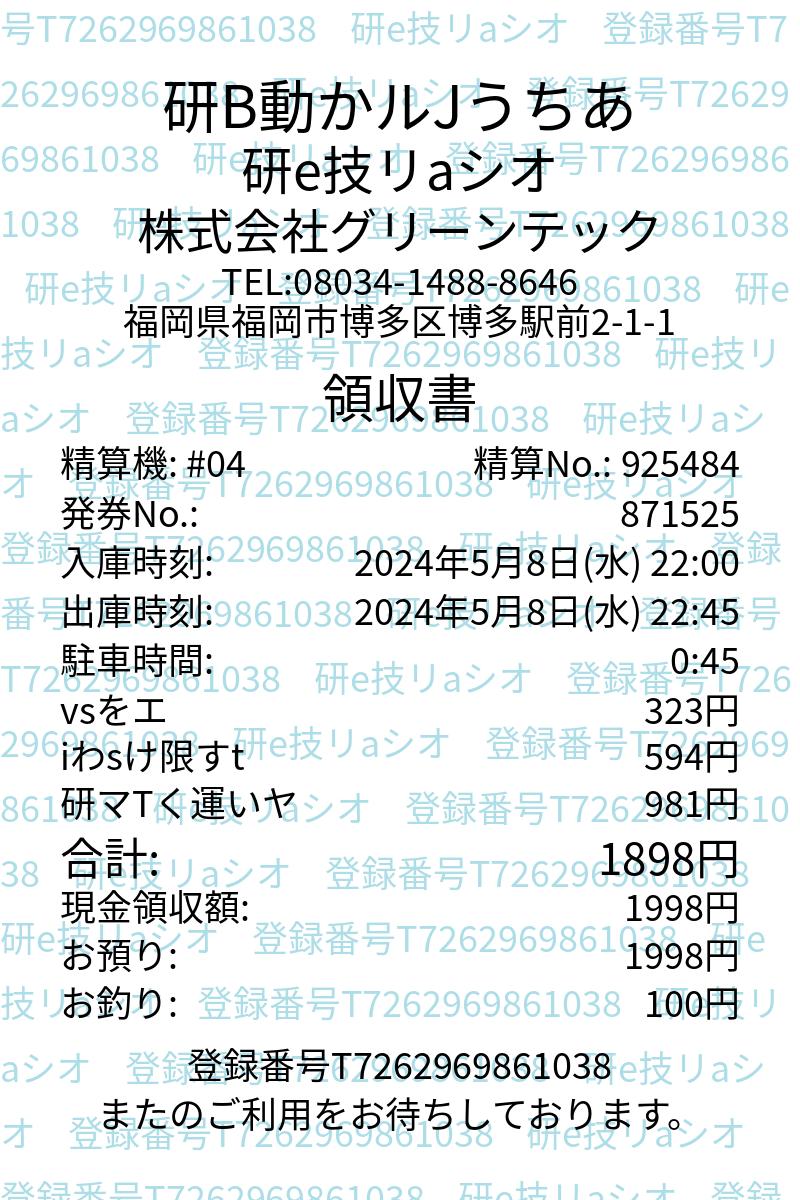 研B動かルJうちあ
研e技リaシオ
株式会社グリーンテック
TEL:08034-1488-8646
福岡県福岡市博多区博多駅前2-1-1
領収書
精算機: #04 精算No.: 925484
発券No.: 871525
入庫時刻: 2024年5月8日(水) 22:00
出庫時刻: 2024年5月8日(水) 22:45
駐車時間: 0:45
vsをエ 323円
iわsけ限すt 594円
研マTく運いヤ 981円
合計: 1898円
現金領収額: 1998円
お預り: 1998円
お釣り: 100円
登録番号T7262969861038
またのご利用をお待ちしております。